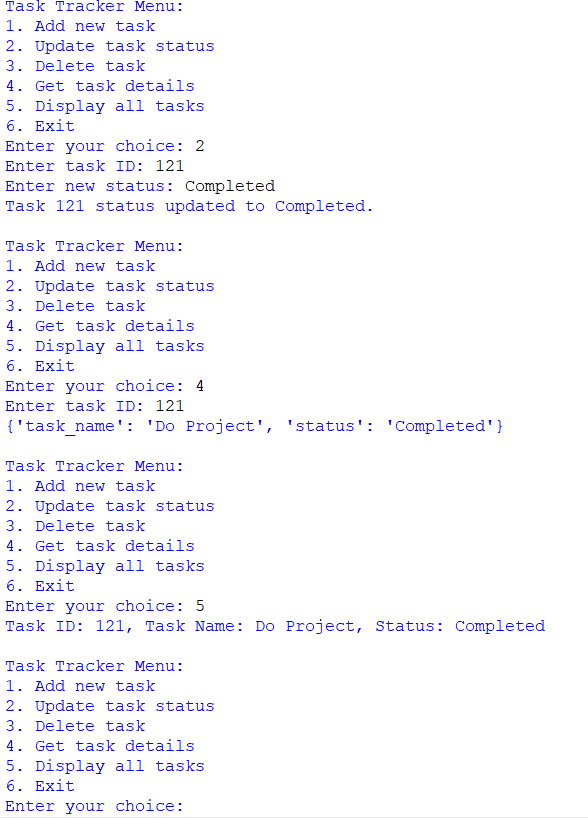 Task Tracker Menu:
1. Add new task
2. Update task status
3. Delete task
4. Get task details
5. Display all tasks
6. Exit
Enter your choice: 2
Enter task ID: 121
Enter new status: Completed
Task 121 status updated to Completed.
Task Tracker Menu:
1. Add new task
2. Update task status
3. Delete task
4. Get task details
5. Display all tasks
6. Exit
Enter your choice: 4
Enter task ID: 121
{'task_name': 'Do Project', 'status': 'Completed'}
Task Tracker Menu:
1. Add new task
2. Update task status
3. Delete task
4. Get task details
5. Display all tasks
6. Exit
Enter your choice: 5
Task ID: 121, Task Name: Do Project, Status: Completed
Task Tracker Menu:
1. Add new task
2. Update task status
3. Delete task
4. Get task details
5. Display all tasks
6. Exit
Enter your choice: